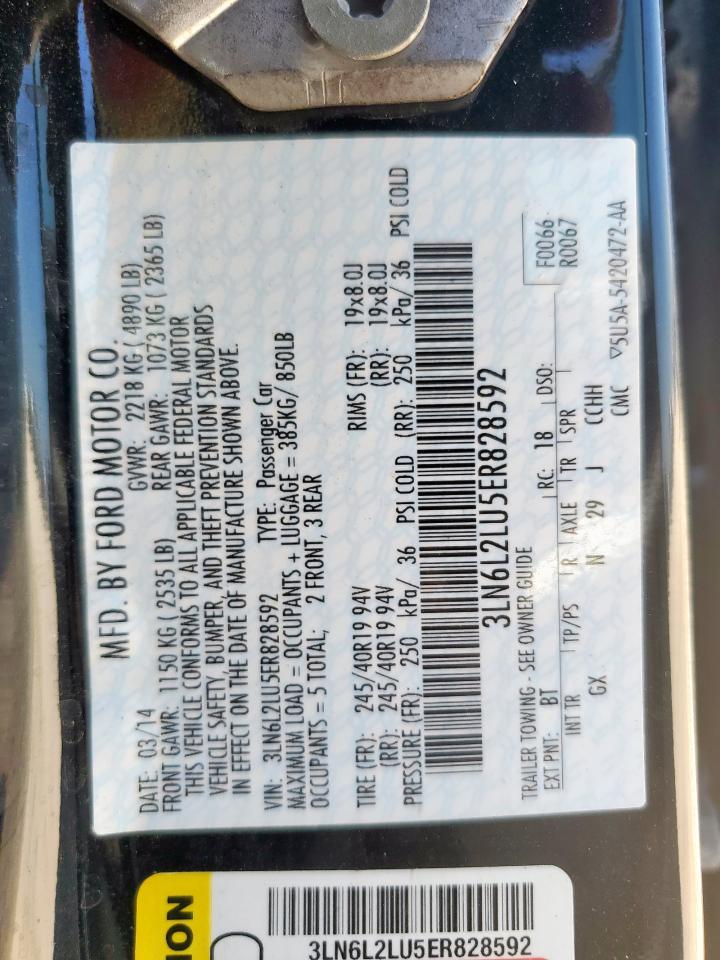 MFD. BY FORD MOTOR CO.
DATE: 03/14 GVWR: 2218 KG ( 4890 LB)
FRONT GAWR: 1150 KG ( 2535 LB) REAR GAWR: 1073 KG ( 2365 LB)
THIS VEHICLE CONFORMS TO ALL APPLICABLE FEDERAL MOTOR
VEHICLE SAFETY, BUMPER, AND THEFT PREVENTION STANDARDS
IN EFFECT ON THE DATE OF MANUFACTURE SHOWN ABOVE.
VIN: 3LN6L2LU5ER828592 TYPE: Passenger Car
MAXIMUM LOAD = OCCUPANTS + LUGGAGE = 385KG/ 850LB
OCCUPANTS = 5 TOTAL; 2 FRONT, 3 REAR
TIRE (FR): 245/40R19 94V RIMS (FR): 19x8.0J
(RR): 245/40R19 94V (RR): 19x8.0J
PRESSURE (FR): 250 kPa/ 36 PSI COLD (RR): 250 kPa/ 36 PSI COLD
3LN6L2LU5ER828592
TRAILER TOWING - SEE OWNER GUIDE F0066
EXT PNT: BT RC: 18 DSO: R0067
INT TR TP/PS R AXLE TR SPR
GX N 29 J CCHH
CMC ▽5U5A-5420472-AA
ION
3LN6L2LU5ER828592